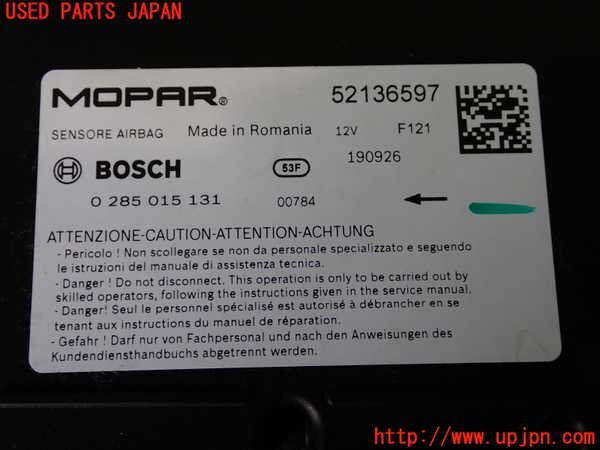 USED PARTS JAPAN
MOPAR® 52136597
SENSORE AIRBAG Made in Romania 12V F121
190926
BOSCH 53F
0 285 015 131 00784
ATTENZIONE-CAUTION-ATTENTION-ACHTUNG
- Pericolo ! Non scollegare se non da personale specializzato e seguendo
le istruzioni del manuale di assistenza tecnica.
- Danger ! Do not disconnect. This operation is only to be carried out by
skilled operators, following the instructions given in the service manual.
- Danger! Seul le personnel spécialisé est autorisé à débrancher en se
tenant aux instructions du manuel de réparation.
- Gefahr ! Darf nur von Fachpersonal und nach den Anweisungen des
Kundendiensthandbuchs abgetrennt werden.
http://www.upjpn.com/